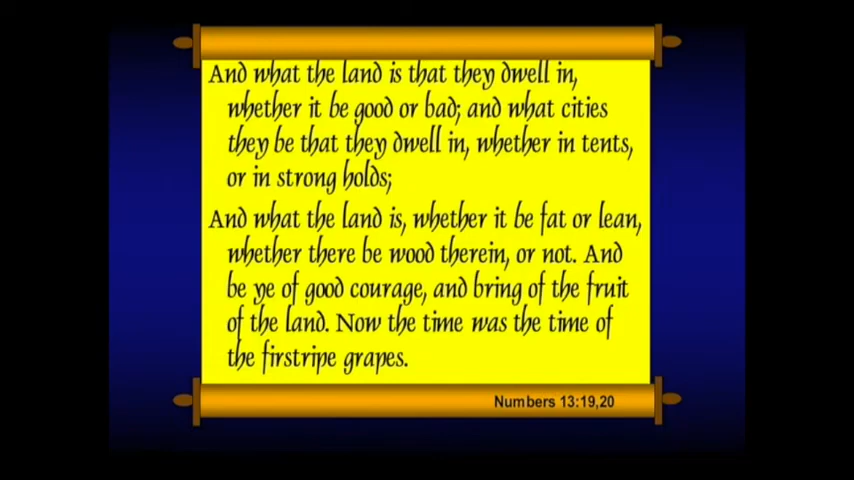 And what the land is that they dwell in,
whether it be good or bad; and what cities
they be that they dwell in, whether in tents,
or in strong holds;
And what the land is, whether it be fat or lean,
whether there be wood therein, or not. And
be ye of good courage, and bring of the fruit
of the land. Now the time was the time of
the firstripe grapes.
Numbers 13:19,20